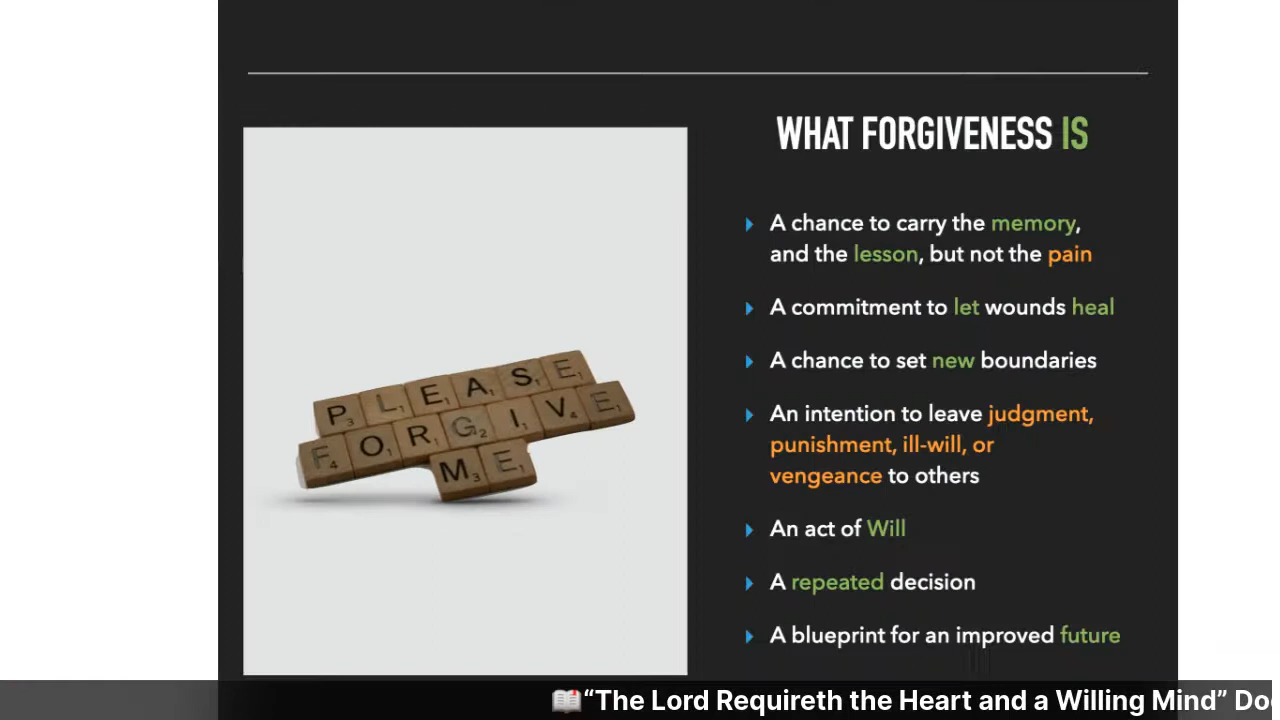 WHAT FORGIVENESS IS
PLEASE
FORGIVE
ME
A chance to carry the memory,
and the lesson, but not the pain
A commitment to let wounds heal
A chance to set new boundaries
An intention to leave judgment,
punishment, ill-will, or
vengeance to others
An act of Will
A repeated decision
A blueprint for an improved future
“The Lord Requireth the Heart and a Willing Mind” Do